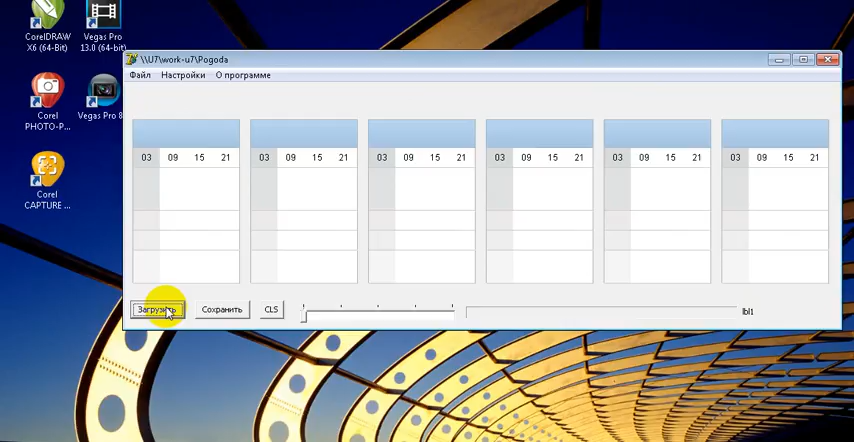 CorelDRAW
X6 (64-Bit)
Vegas Pro
13.0 (64-bit)
Corel
PHOTO-P...
Vegas Pro 8
Corel
CAPTURE ...
\\U7\work-u7\Pogoda
Файл Настройки О программе
03 09 15 21 03 09 15 21 03 09 15 21 03 09 15 21 03 09 15 21 03 09 15 21
Загрузить Сохранить CLS lbl1